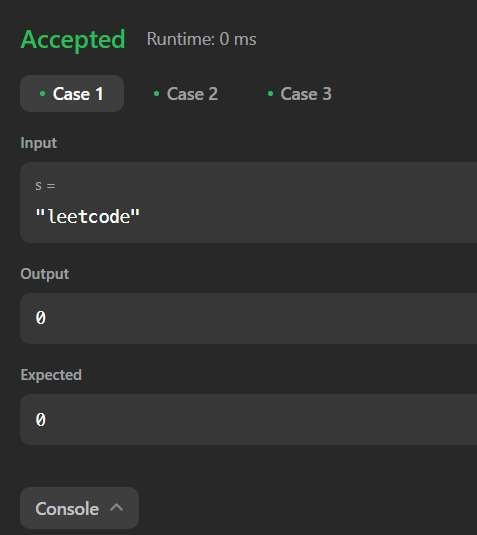 Accepted Runtime: 0 ms
• Case 1 • Case 2 • Case 3
Input
s =
"leetcode"
Output
0
Expected
0
Console